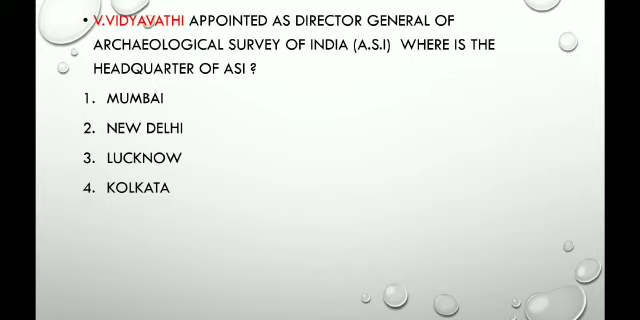 • V.VIDYAVATHI APPOINTED AS DIRECTOR GENERAL OF
ARCHAEOLOGICAL SURVEY OF INDIA (A.S.I) WHERE IS THE
HEADQUARTER OF ASI ?
1. MUMBAI
2. NEW DELHI
3. LUCKNOW
4. KOLKATA